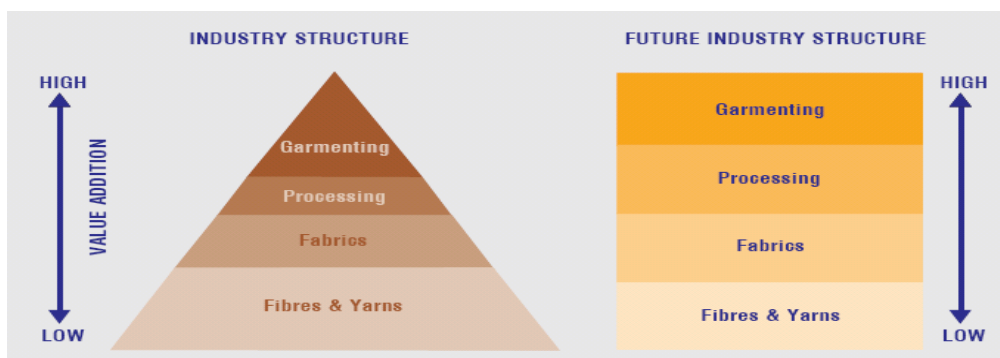 INDUSTRY STRUCTURE
HIGH
VALUE ADDITION
LOW
Garmenting
Processing
Fabrics
Fibres & Yarns
FUTURE INDUSTRY STRUCTURE
Garmenting
Processing
Fabrics
Fibres & Yarns
HIGH
LOW